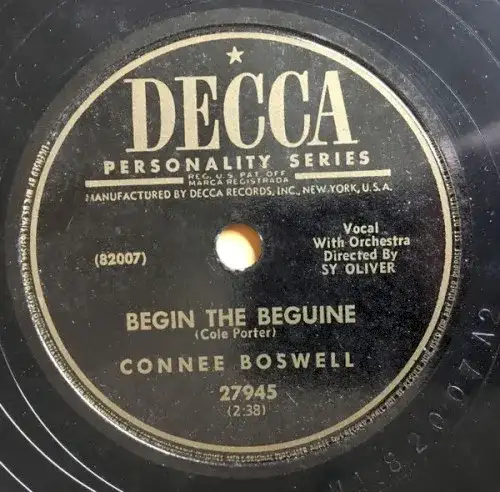 DECCA
PERSONALITY SERIES
REG. U.S. PAT. OFF.
MARCA REGISTRADA
MANUFACTURED BY DECCA RECORDS, INC., NEW YORK, U.S.A.
(82007)
Vocal
With Orchestra
Directed By
SY OLIVER
BEGIN THE BEGUINE
(Cole Porter)
CONNEE BOSWELL
27945
(2:38)
82007A2